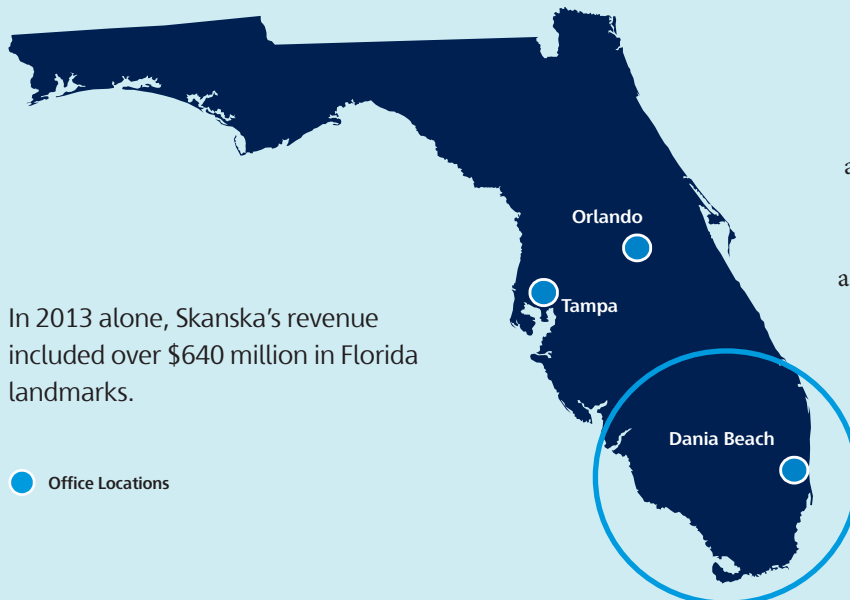 Orlando
Tampa
In 2013 alone, Skanska’s revenue
included over $640 million in Florida
landmarks.
Dania Beach
Office Locations
a
a